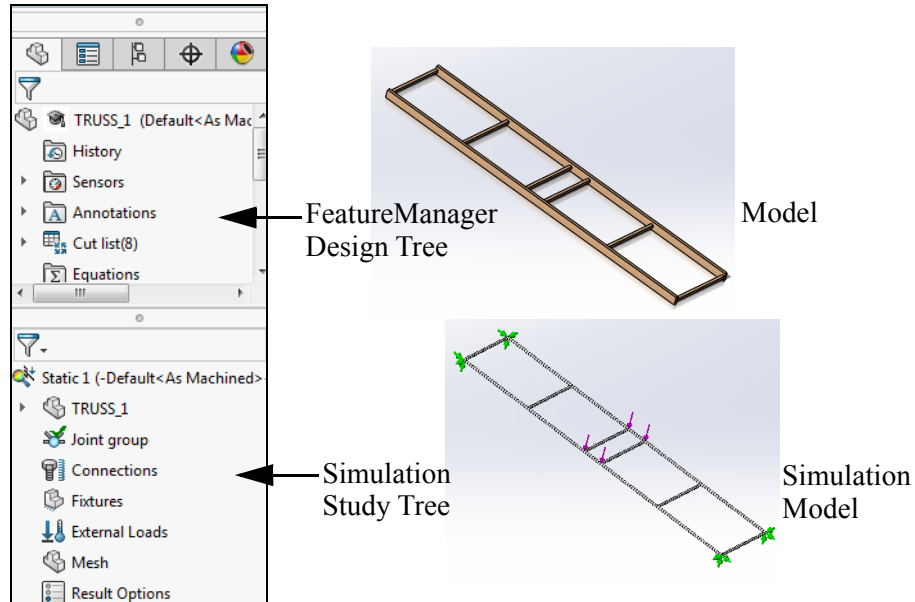 TRUSS_1 (Default<As Mac
History
Sensors
Annotations
Cut list(8)
Equations
FeatureManager
Design Tree
Model
Static 1 (-Default<As Machined>
TRUSS_1
Joint group
Connections
Fixtures
External Loads
Mesh
Result Options
Simulation
Study Tree
Simulation
Model